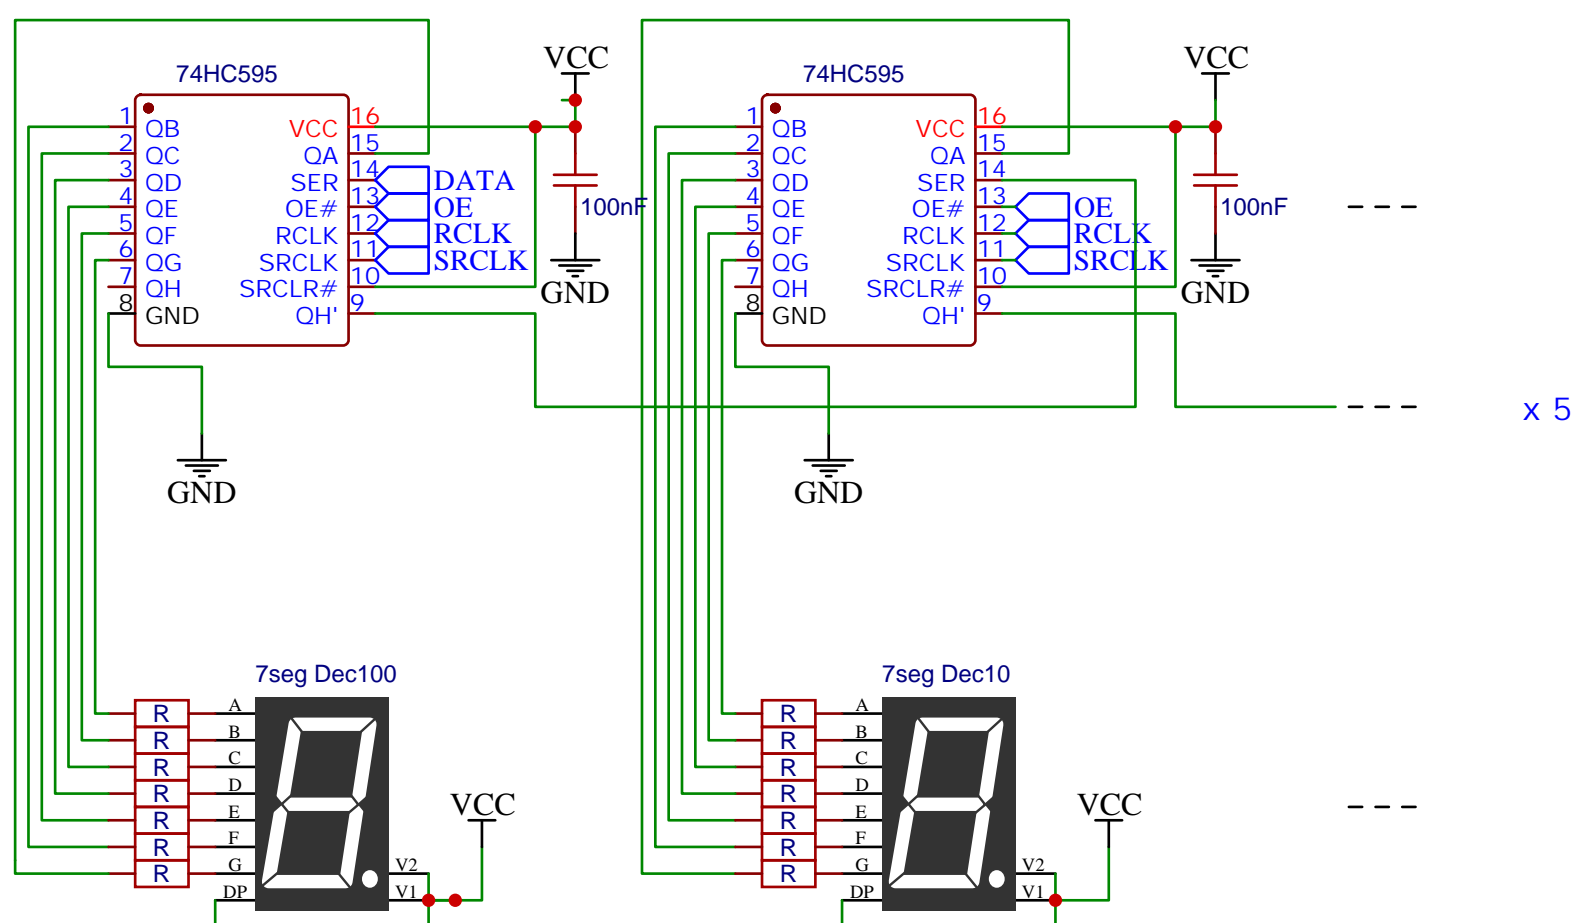 VCC
VCC
74HC595
74HC595
1 QB VCC 16
2 QC QA 15
3 QD SER 14 DATA
4 QE OE# 13 OE 100nF
5 QF RCLK 12 RCLK
6 QG SRCLK 11 SRCLK
7 QH SRCLR# 10 GND
8 GND QH' 9
1 QB VCC 16
2 QC QA 15
3 QD SER 14
4 QE OE# 13 OE 100nF
5 QF RCLK 12 RCLK
6 QG SRCLK 11 SRCLK
7 QH SRCLR# 10 GND
8 GND QH' 9
x 5
GND
GND
7seg Dec100
R A
R B
R C
R D
R E
R F
R G
DP
VCC
V2
V1
7seg Dec10
R A
R B
R C
R D
R E
R F
R G
DP
VCC
V2
V1